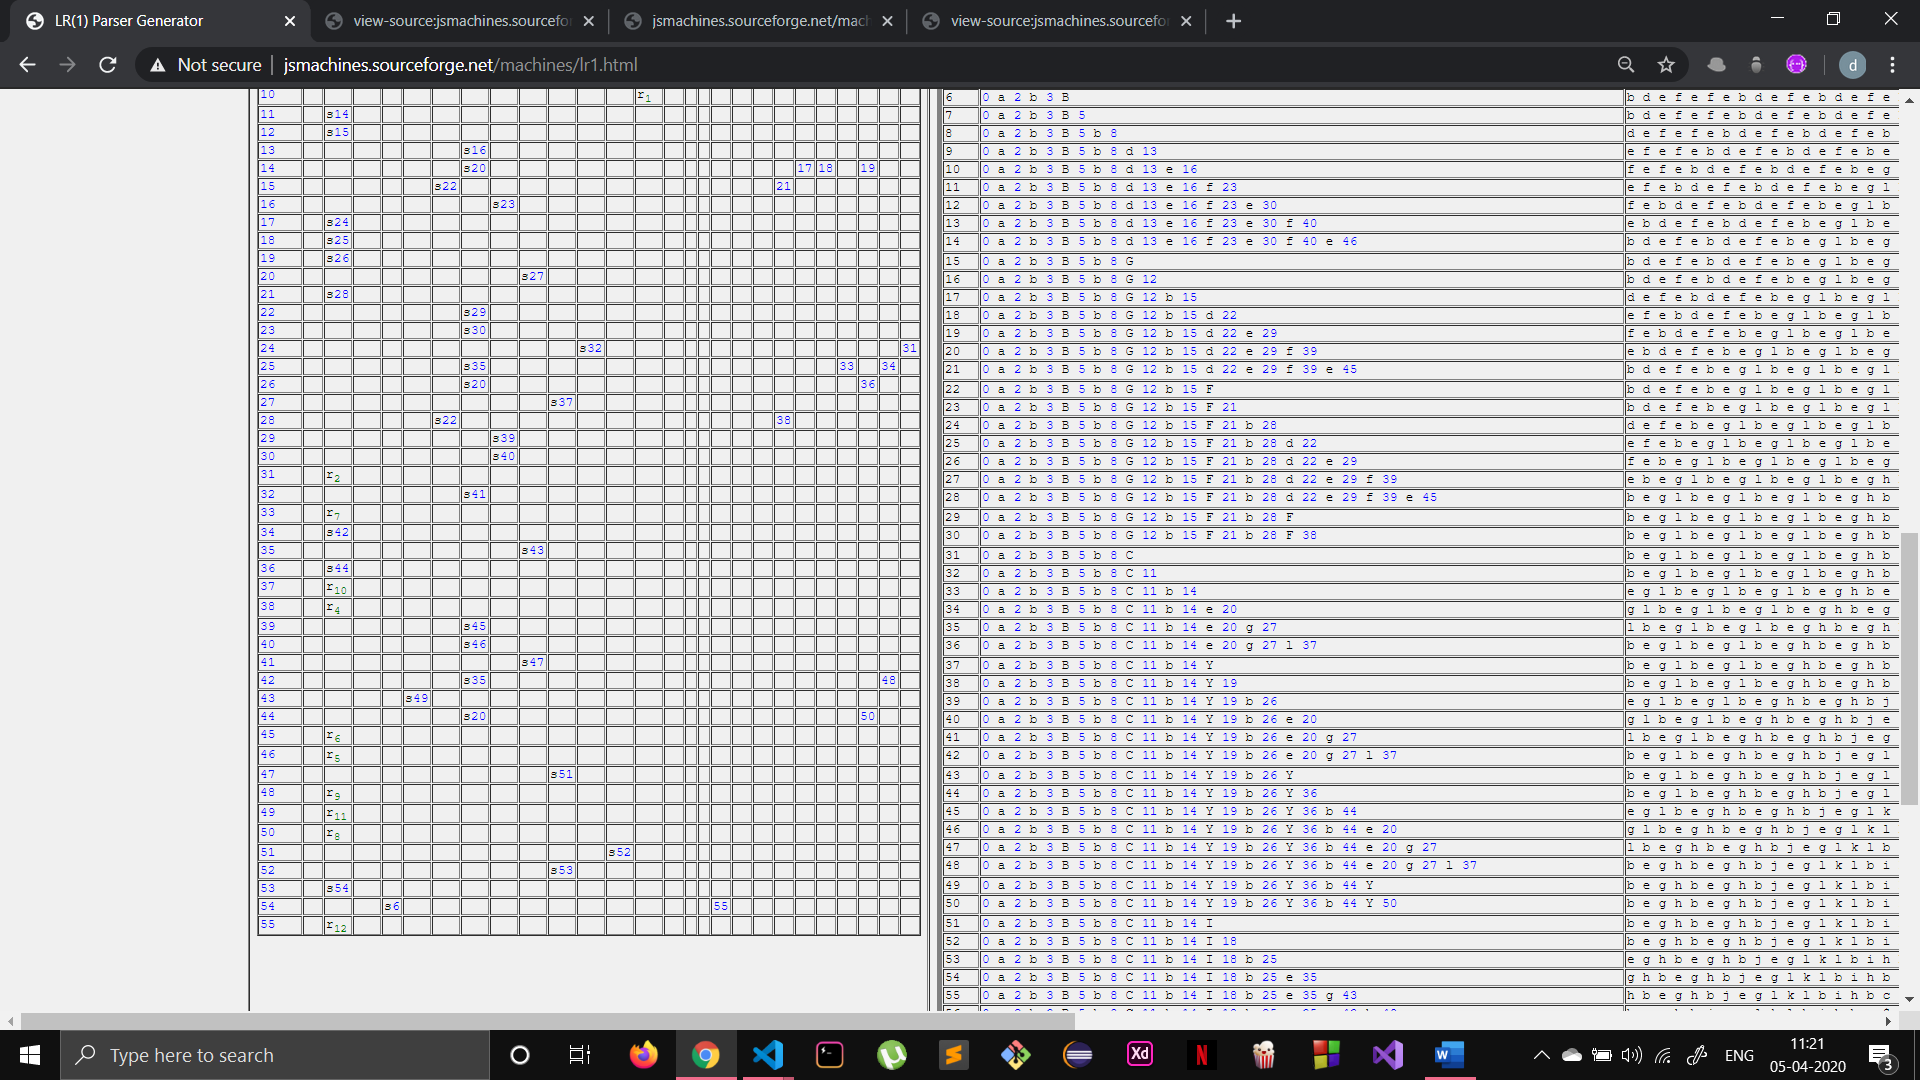 LR(1) Parser Generator
view-source:jsmachines.sourcefo
jsmachines.sourceforge.net/mach
view-source:jsmachines.sourcefo
Not secure | jsmachines.sourceforge.net/machines/lr1.html
d
10 r1
11 s14
12 s15
13 s16
14 s20 17 18 19
15 s22 21
16 s23
17 s24
18 s25
19 s26
20 s27
21 s28
22 s29
23 s30
24 s32 31
25 s35 33 34
26 s20 36
27 s37
28 s22 38
29 s39
30 s40
31 r2
32 s41
33 r7
34 s42
35 s43
36 s44
37 r10
38 r4
39 s45
40 s46
41 s47
42 s35 48
43 s49
44 s20 50
45 r6
46 r5
47 s51
48 r9
49 r11
50 r8
51 s52
52 s53
53 s54
54 s6 55
55 r12
6 0 a 2 b 3 B b d e f e f e b d e f e b d e f e
7 0 a 2 b 3 B 5 b d e f e f e b d e f e b d e f e
8 0 a 2 b 3 B 5 b 8 d e f e f e b d e f e b d e f e b
9 0 a 2 b 3 B 5 b 8 d 13 e f e f e b d e f e b d e f e b e
10 0 a 2 b 3 B 5 b 8 d 13 e 16 f e f e b d e f e b d e f e b e g
11 0 a 2 b 3 B 5 b 8 d 13 e 16 f 23 e f e b d e f e b d e f e b e g l
12 0 a 2 b 3 B 5 b 8 d 13 e 16 f 23 e 30 f e b d e f e b d e f e b e g l b
13 0 a 2 b 3 B 5 b 8 d 13 e 16 f 23 e 30 f 40 e b d e f e b d e f e b e g l b e
14 0 a 2 b 3 B 5 b 8 d 13 e 16 f 23 e 30 f 40 e 46 b d e f e b d e f e b e g l b e g
15 0 a 2 b 3 B 5 b 8 G b d e f e b d e f e b e g l b e g
16 0 a 2 b 3 B 5 b 8 G 12 b d e f e b d e f e b e g l b e g
17 0 a 2 b 3 B 5 b 8 G 12 b 15 d e f e b d e f e b e g l b e g l
18 0 a 2 b 3 B 5 b 8 G 12 b 15 d 22 e f e b d e f e b e g l b e g l b
19 0 a 2 b 3 B 5 b 8 G 12 b 15 d 22 e 29 f e b d e f e b e g l b e g l b e
20 0 a 2 b 3 B 5 b 8 G 12 b 15 d 22 e 29 f 39 e b d e f e b e g l b e g l b e g
21 0 a 2 b 3 B 5 b 8 G 12 b 15 d 22 e 29 f 39 e 45 b d e f e b e g l b e g l b e g l
22 0 a 2 b 3 B 5 b 8 G 12 b 15 F b d e f e b e g l b e g l b e g l
23 0 a 2 b 3 B 5 b 8 G 12 b 15 F 21 b d e f e b e g l b e g l b e g l
24 0 a 2 b 3 B 5 b 8 G 12 b 15 F 21 b 28 d e f e b e g l b e g l b e g l b
25 0 a 2 b 3 B 5 b 8 G 12 b 15 F 21 b 28 d 22 e f e b e g l b e g l b e g l b e
26 0 a 2 b 3 B 5 b 8 G 12 b 15 F 21 b 28 d 22 e 29 f e b e g l b e g l b e g l b e g
27 0 a 2 b 3 B 5 b 8 G 12 b 15 F 21 b 28 d 22 e 29 f 39 e b e g l b e g l b e g l b e g h
28 0 a 2 b 3 B 5 b 8 G 12 b 15 F 21 b 28 d 22 e 29 f 39 e 45 b e g l b e g l b e g l b e g h b
29 0 a 2 b 3 B 5 b 8 G 12 b 15 F 21 b 28 F b e g l b e g l b e g l b e g h b
30 0 a 2 b 3 B 5 b 8 G 12 b 15 F 21 b 28 F 38 b e g l b e g l b e g l b e g h b
31 0 a 2 b 3 B 5 b 8 C b e g l b e g l b e g l b e g h b
32 0 a 2 b 3 B 5 b 8 C 11 b e g l b e g l b e g l b e g h b
33 0 a 2 b 3 B 5 b 8 C 11 b 14 e g l b e g l b e g l b e g h b e
34 0 a 2 b 3 B 5 b 8 C 11 b 14 e 20 g l b e g l b e g l b e g h b e g
35 0 a 2 b 3 B 5 b 8 C 11 b 14 e 20 g 27 l b e g l b e g l b e g h b e g h
36 0 a 2 b 3 B 5 b 8 C 11 b 14 e 20 g 27 l 37 b e g l b e g l b e g h b e g h b
37 0 a 2 b 3 B 5 b 8 C 11 b 14 Y b e g l b e g l b e g h b e g h b
38 0 a 2 b 3 B 5 b 8 C 11 b 14 Y 19 b e g l b e g l b e g h b e g h b
39 0 a 2 b 3 B 5 b 8 C 11 b 14 Y 19 b 26 e g l b e g l b e g h b e g h b j
40 0 a 2 b 3 B 5 b 8 C 11 b 14 Y 19 b 26 e 20 g l b e g l b e g h b e g h b j e
41 0 a 2 b 3 B 5 b 8 C 11 b 14 Y 19 b 26 e 20 g 27 l b e g l b e g h b e g h b j e g
42 0 a 2 b 3 B 5 b 8 C 11 b 14 Y 19 b 26 e 20 g 27 l 37 b e g l b e g h b e g h b j e g l
43 0 a 2 b 3 B 5 b 8 C 11 b 14 Y 19 b 26 Y b e g l b e g h b e g h b j e g l
44 0 a 2 b 3 B 5 b 8 C 11 b 14 Y 19 b 26 Y 36 b e g l b e g h b e g h b j e g l
45 0 a 2 b 3 B 5 b 8 C 11 b 14 Y 19 b 26 Y 36 b 44 e g l b e g h b e g h b j e g l k
46 0 a 2 b 3 B 5 b 8 C 11 b 14 Y 19 b 26 Y 36 b 44 e 20 g l b e g h b e g h b j e g l k l
47 0 a 2 b 3 B 5 b 8 C 11 b 14 Y 19 b 26 Y 36 b 44 e 20 g 27 l b e g h b e g h b j e g l k l b
48 0 a 2 b 3 B 5 b 8 C 11 b 14 Y 19 b 26 Y 36 b 44 e 20 g 27 l 37 b e g h b e g h b j e g l k l b i
49 0 a 2 b 3 B 5 b 8 C 11 b 14 Y 19 b 26 Y 36 b 44 Y b e g h b e g h b j e g l k l b i
50 0 a 2 b 3 B 5 b 8 C 11 b 14 Y 19 b 26 Y 36 b 44 Y 50 b e g h b e g h b j e g l k l b i
51 0 a 2 b 3 B 5 b 8 C 11 b 14 I b e g h b e g h b j e g l k l b i
52 0 a 2 b 3 B 5 b 8 C 11 b 14 I 18 b e g h b e g h b j e g l k l b i
53 0 a 2 b 3 B 5 b 8 C 11 b 14 I 18 b 25 e g h b e g h b j e g l k l b i h
54 0 a 2 b 3 B 5 b 8 C 11 b 14 I 18 b 25 e 35 g h b e g h b j e g l k l b i h b
55 0 a 2 b 3 B 5 b 8 C 11 b 14 I 18 b 25 e 35 g 43 h b e g h b j e g l k l b i h b c
Type here to search
Xd
N
W
ENG
11:21
05-04-2020
3